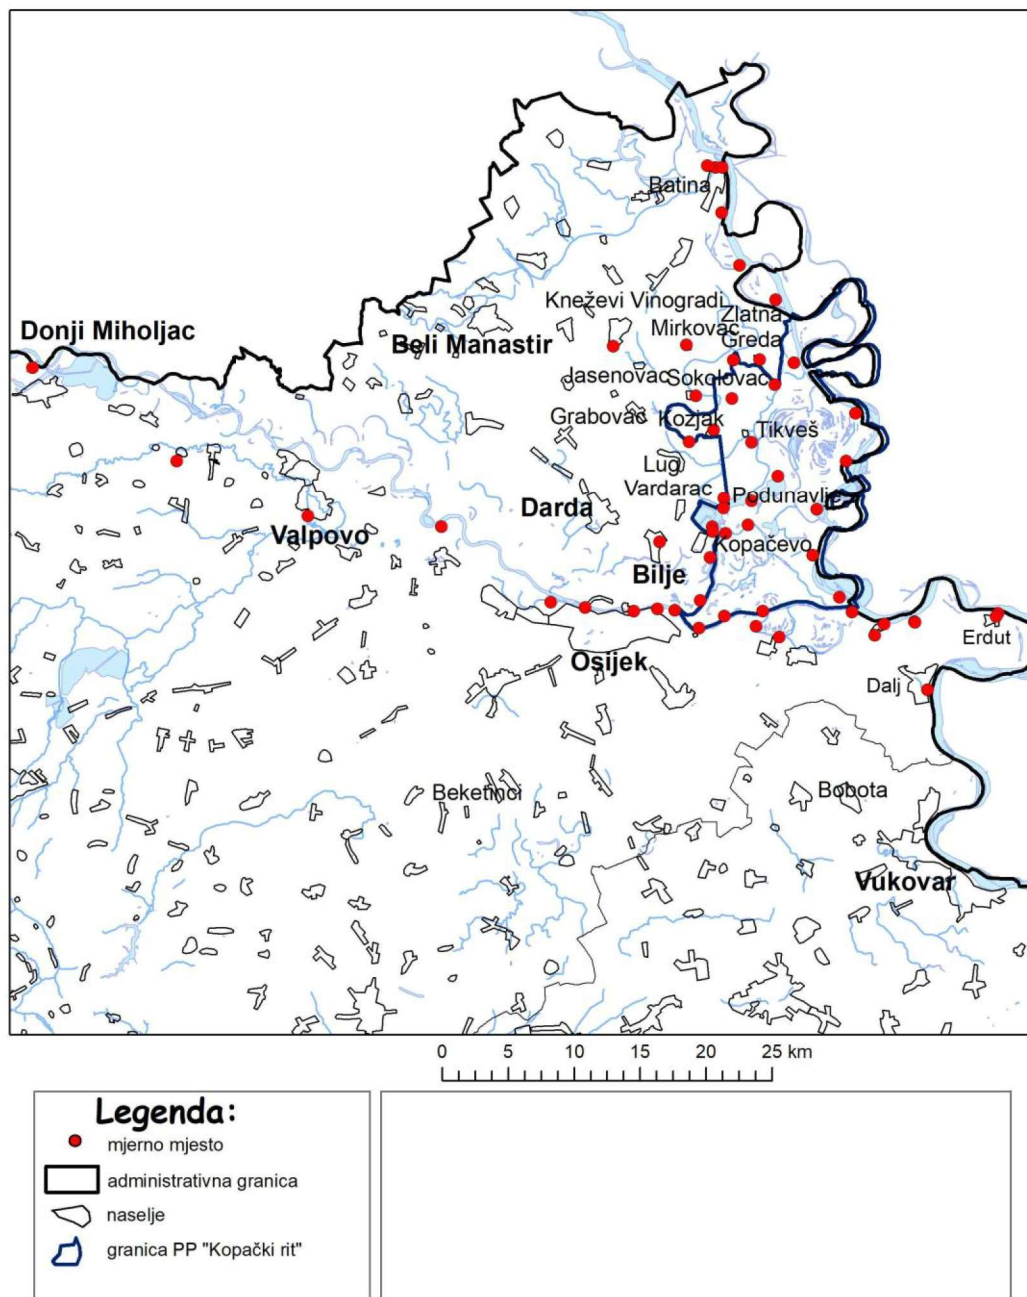 Batina
Kneževi Vinogradi
Zlatna
Greda
Mirkovac
Donji Miholjac
Beli Manastir
Jasenovac
Sokolovac
Grabovac
Kozjak
Tikveš
Lug
Vardarac
Podunavlje
Darda
Valpovo
Kopačevo
Bilje
Osijek
Erdut
Dalj
Beketinci
Bobota
Vukovar
0 5 10 15 20 25 km
Legenda:
mjerno mjesto
administrativna granica
naselje
granica PP "Kopački rit"